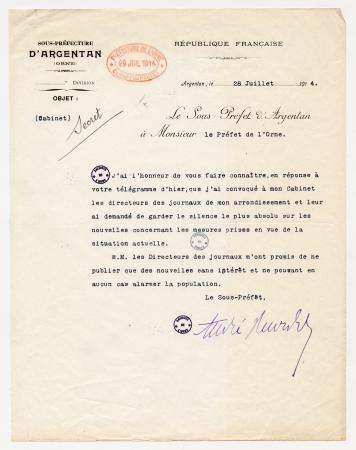 SOUS-PRÉFECTURE
D'ARGENTAN
(ORNE)
Division
OBJET :
(Cabinet)
Secret
RÉPUBLIQUE FRANÇAISE
Argentan, le 28 Juillet 1914.
Le Sous-Préfet d'Argentan
à Monsieur le Préfet de l'Orne.
J'ai l'honneur de vous faire connaître, en réponse à
votre télégramme d'hier, que j'ai convoqué à mon Cabinet
les directeurs des journaux de mon arrondissement et leur
ai demandé de garder le silence le plus absolu sur les
nouvelles concernant les mesures prises en vue de la
situation actuelle.
M.M. les Directeurs des journaux m'ont promis de ne
publier que des nouvelles sans intérêt et ne pouvant en
aucun cas alarmer la population.
Le Sous-Préfet,